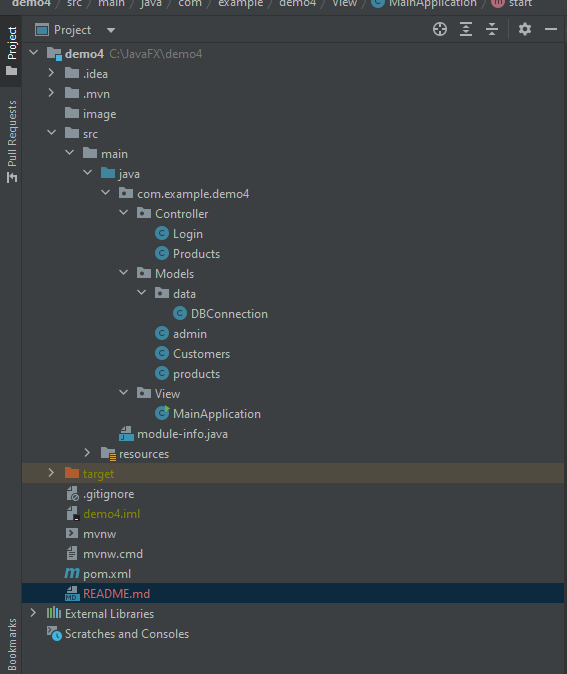 demo4 / src / main / java / com / example / demo4 / View / MainApplication / start
Project
Project
demo4 C:\JavaFX\demo4
.idea
.mvn
Pull Requests
image
src
main
java
com.example.demo4
Controller
Login
Products
Models
data
DBConnection
admin
Customers
products
View
MainApplication
module-info.java
resources
target
.gitignore
demo4.iml
mvnw
mvnw.cmd
pom.xml
README.md
External Libraries
Scratches and Consoles
Bookmarks